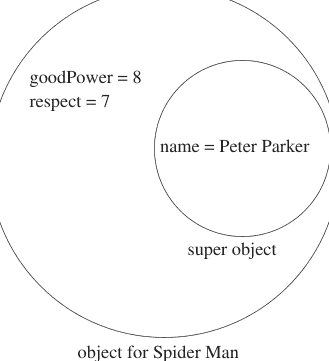 goodPower = 8
respect = 7
name = Peter Parker
super object
object for Spider Man